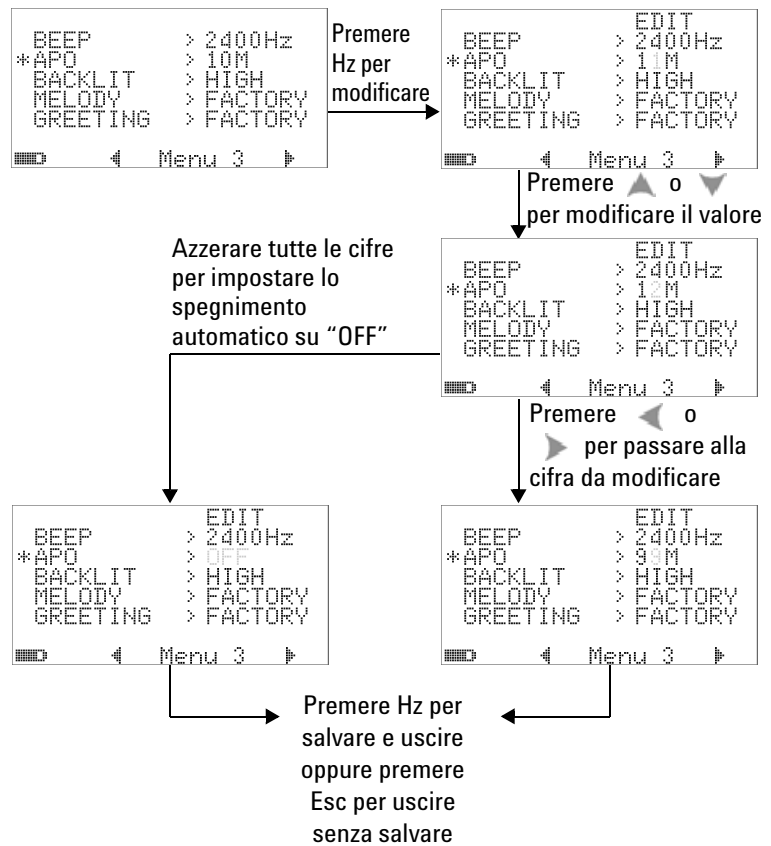 BEEP > 2400Hz
*APO > 10M
BACKLIT > HIGH
MELODY > FACTORY
GREETING > FACTORY
Menu 3
Premere
Hz per
modificare
EDIT
BEEP > 2400Hz
*APO > 11M
BACKLIT > HIGH
MELODY > FACTORY
GREETING > FACTORY
Menu 3
Premere o
per modificare il valore
Azzerare tutte le cifre
per impostare lo
spegnimento
automatico su “OFF”
EDIT
BEEP > 2400Hz
*APO > 12M
BACKLIT > HIGH
MELODY > FACTORY
GREETING > FACTORY
Menu 3
Premere o
per passare alla
cifra da modificare
EDIT
BEEP > 2400Hz
*APO > OFF
BACKLIT > HIGH
MELODY > FACTORY
GREETING > FACTORY
Menu 3
EDIT
BEEP > 2400Hz
*APO > 99M
BACKLIT > HIGH
MELODY > FACTORY
GREETING > FACTORY
Menu 3
Premere Hz per
salvare e uscire
oppure premere
Esc per uscire
senza salvare